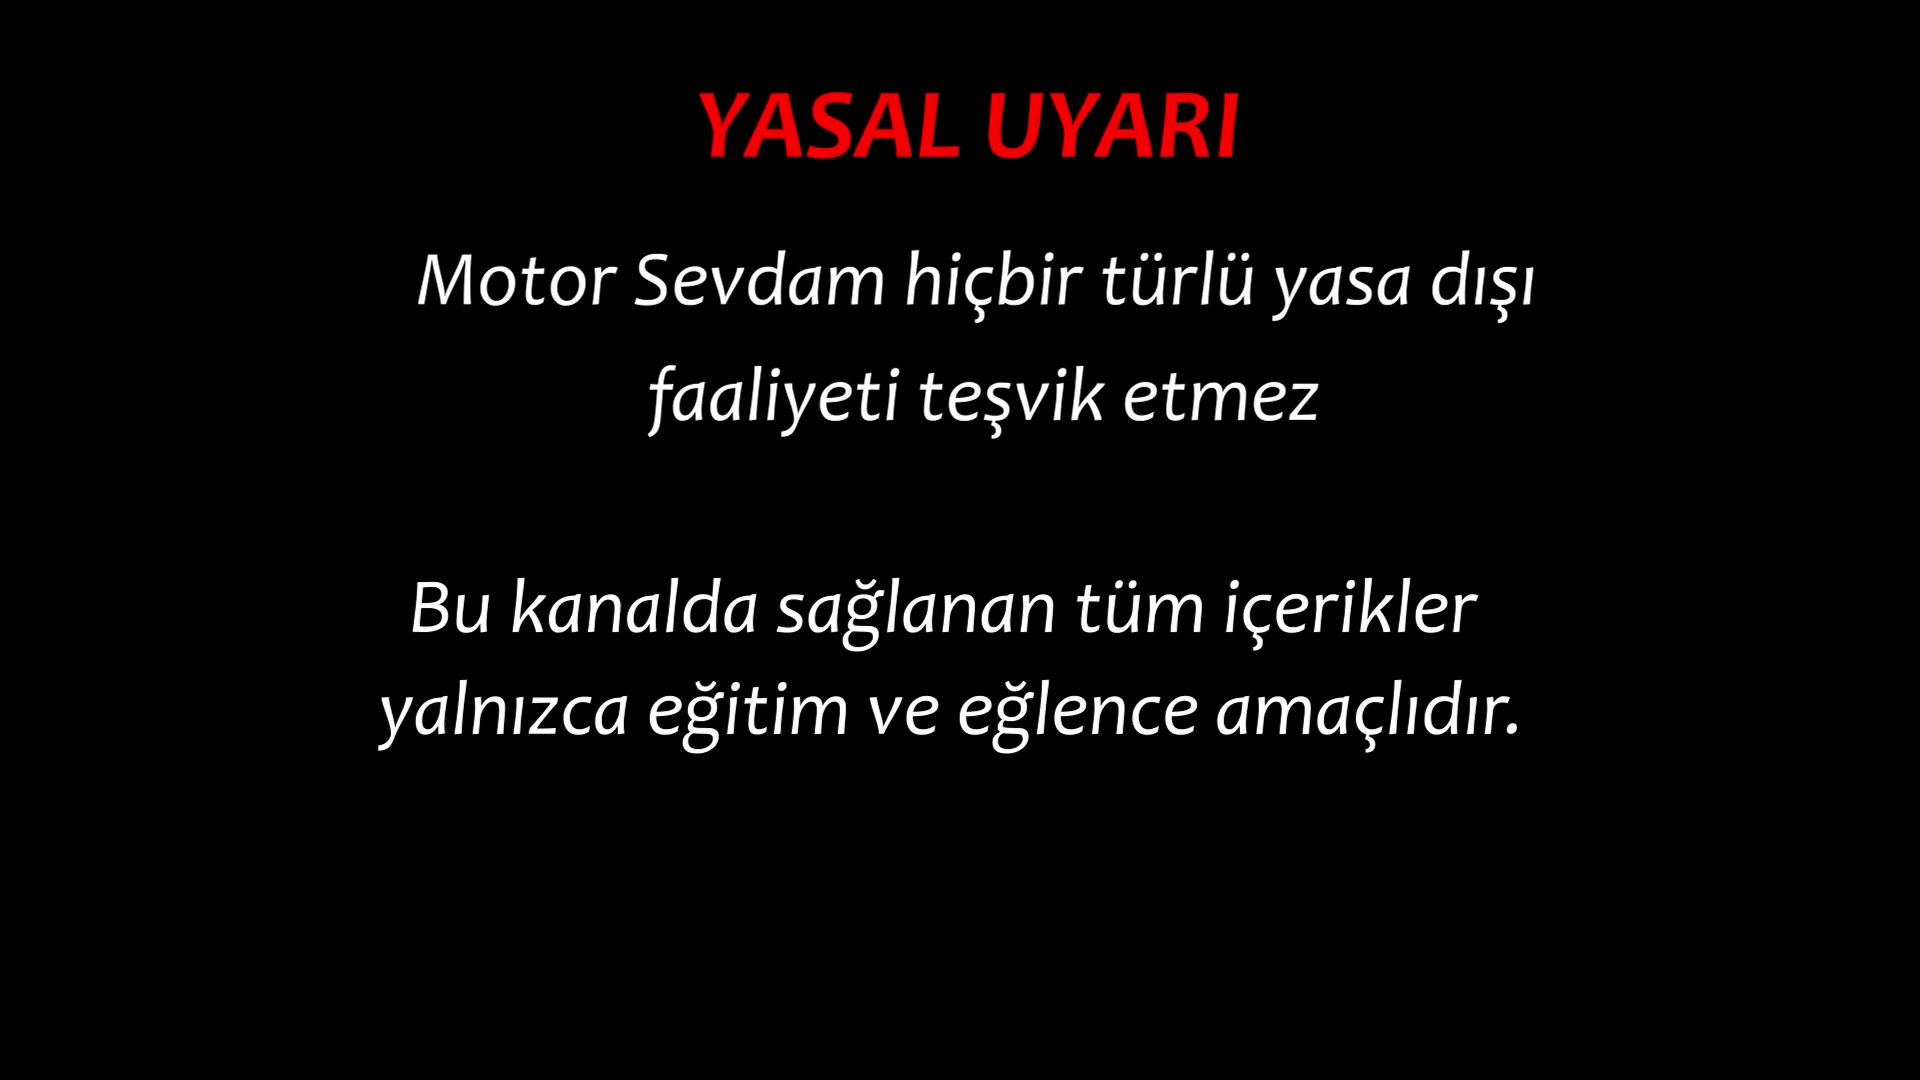 YASAL UYARI
Motor Sevdam hiçbir türlü yasa dışı
faaliyeti teşvik etmez
Bu kanalda sağlanan tüm içerikler
yalnızca eğitim ve eğlence amaçlıdır.